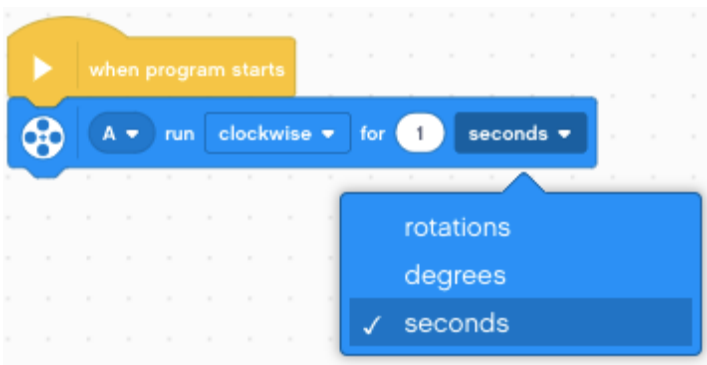 when program starts
A run clockwise for 1 seconds
rotations
degrees
✓ seconds